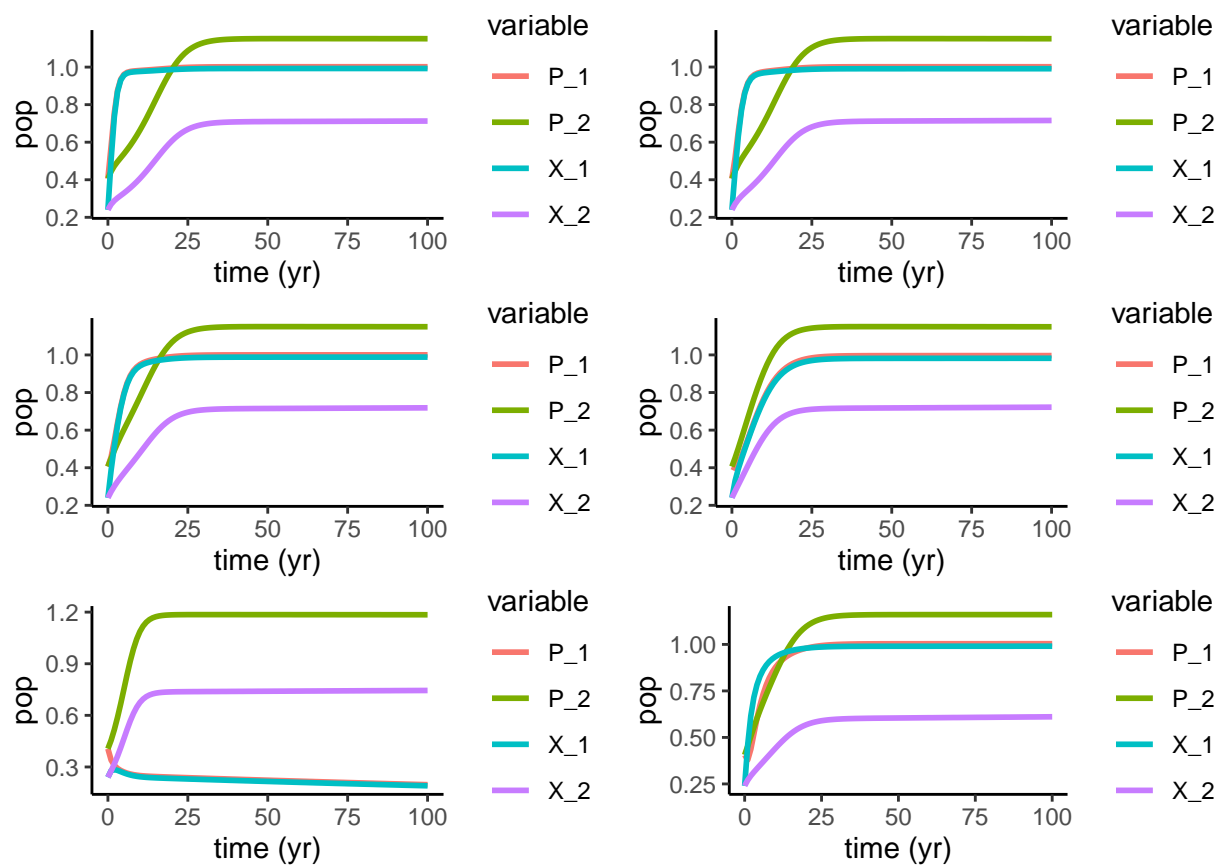 variable
pop
1.0
0.8
0.6
0.4
0.2
0 25 50 75 100
time (yr)
P_1
P_2
X_1
X_2
variable
pop
1.0
0.8
0.6
0.4
0.2
0 25 50 75 100
time (yr)
P_1
P_2
X_1
X_2
variable
pop
1.0
0.8
0.6
0.4
0.2
0 25 50 75 100
time (yr)
P_1
P_2
X_1
X_2
variable
pop
1.0
0.8
0.6
0.4
0.2
0 25 50 75 100
time (yr)
P_1
P_2
X_1
X_2
variable
pop
1.2
0.9
0.6
0.3
0 25 50 75 100
time (yr)
P_1
P_2
X_1
X_2
variable
pop
1.00
0.75
0.50
0.25
0 25 50 75 100
time (yr)
P_1
P_2
X_1
X_2